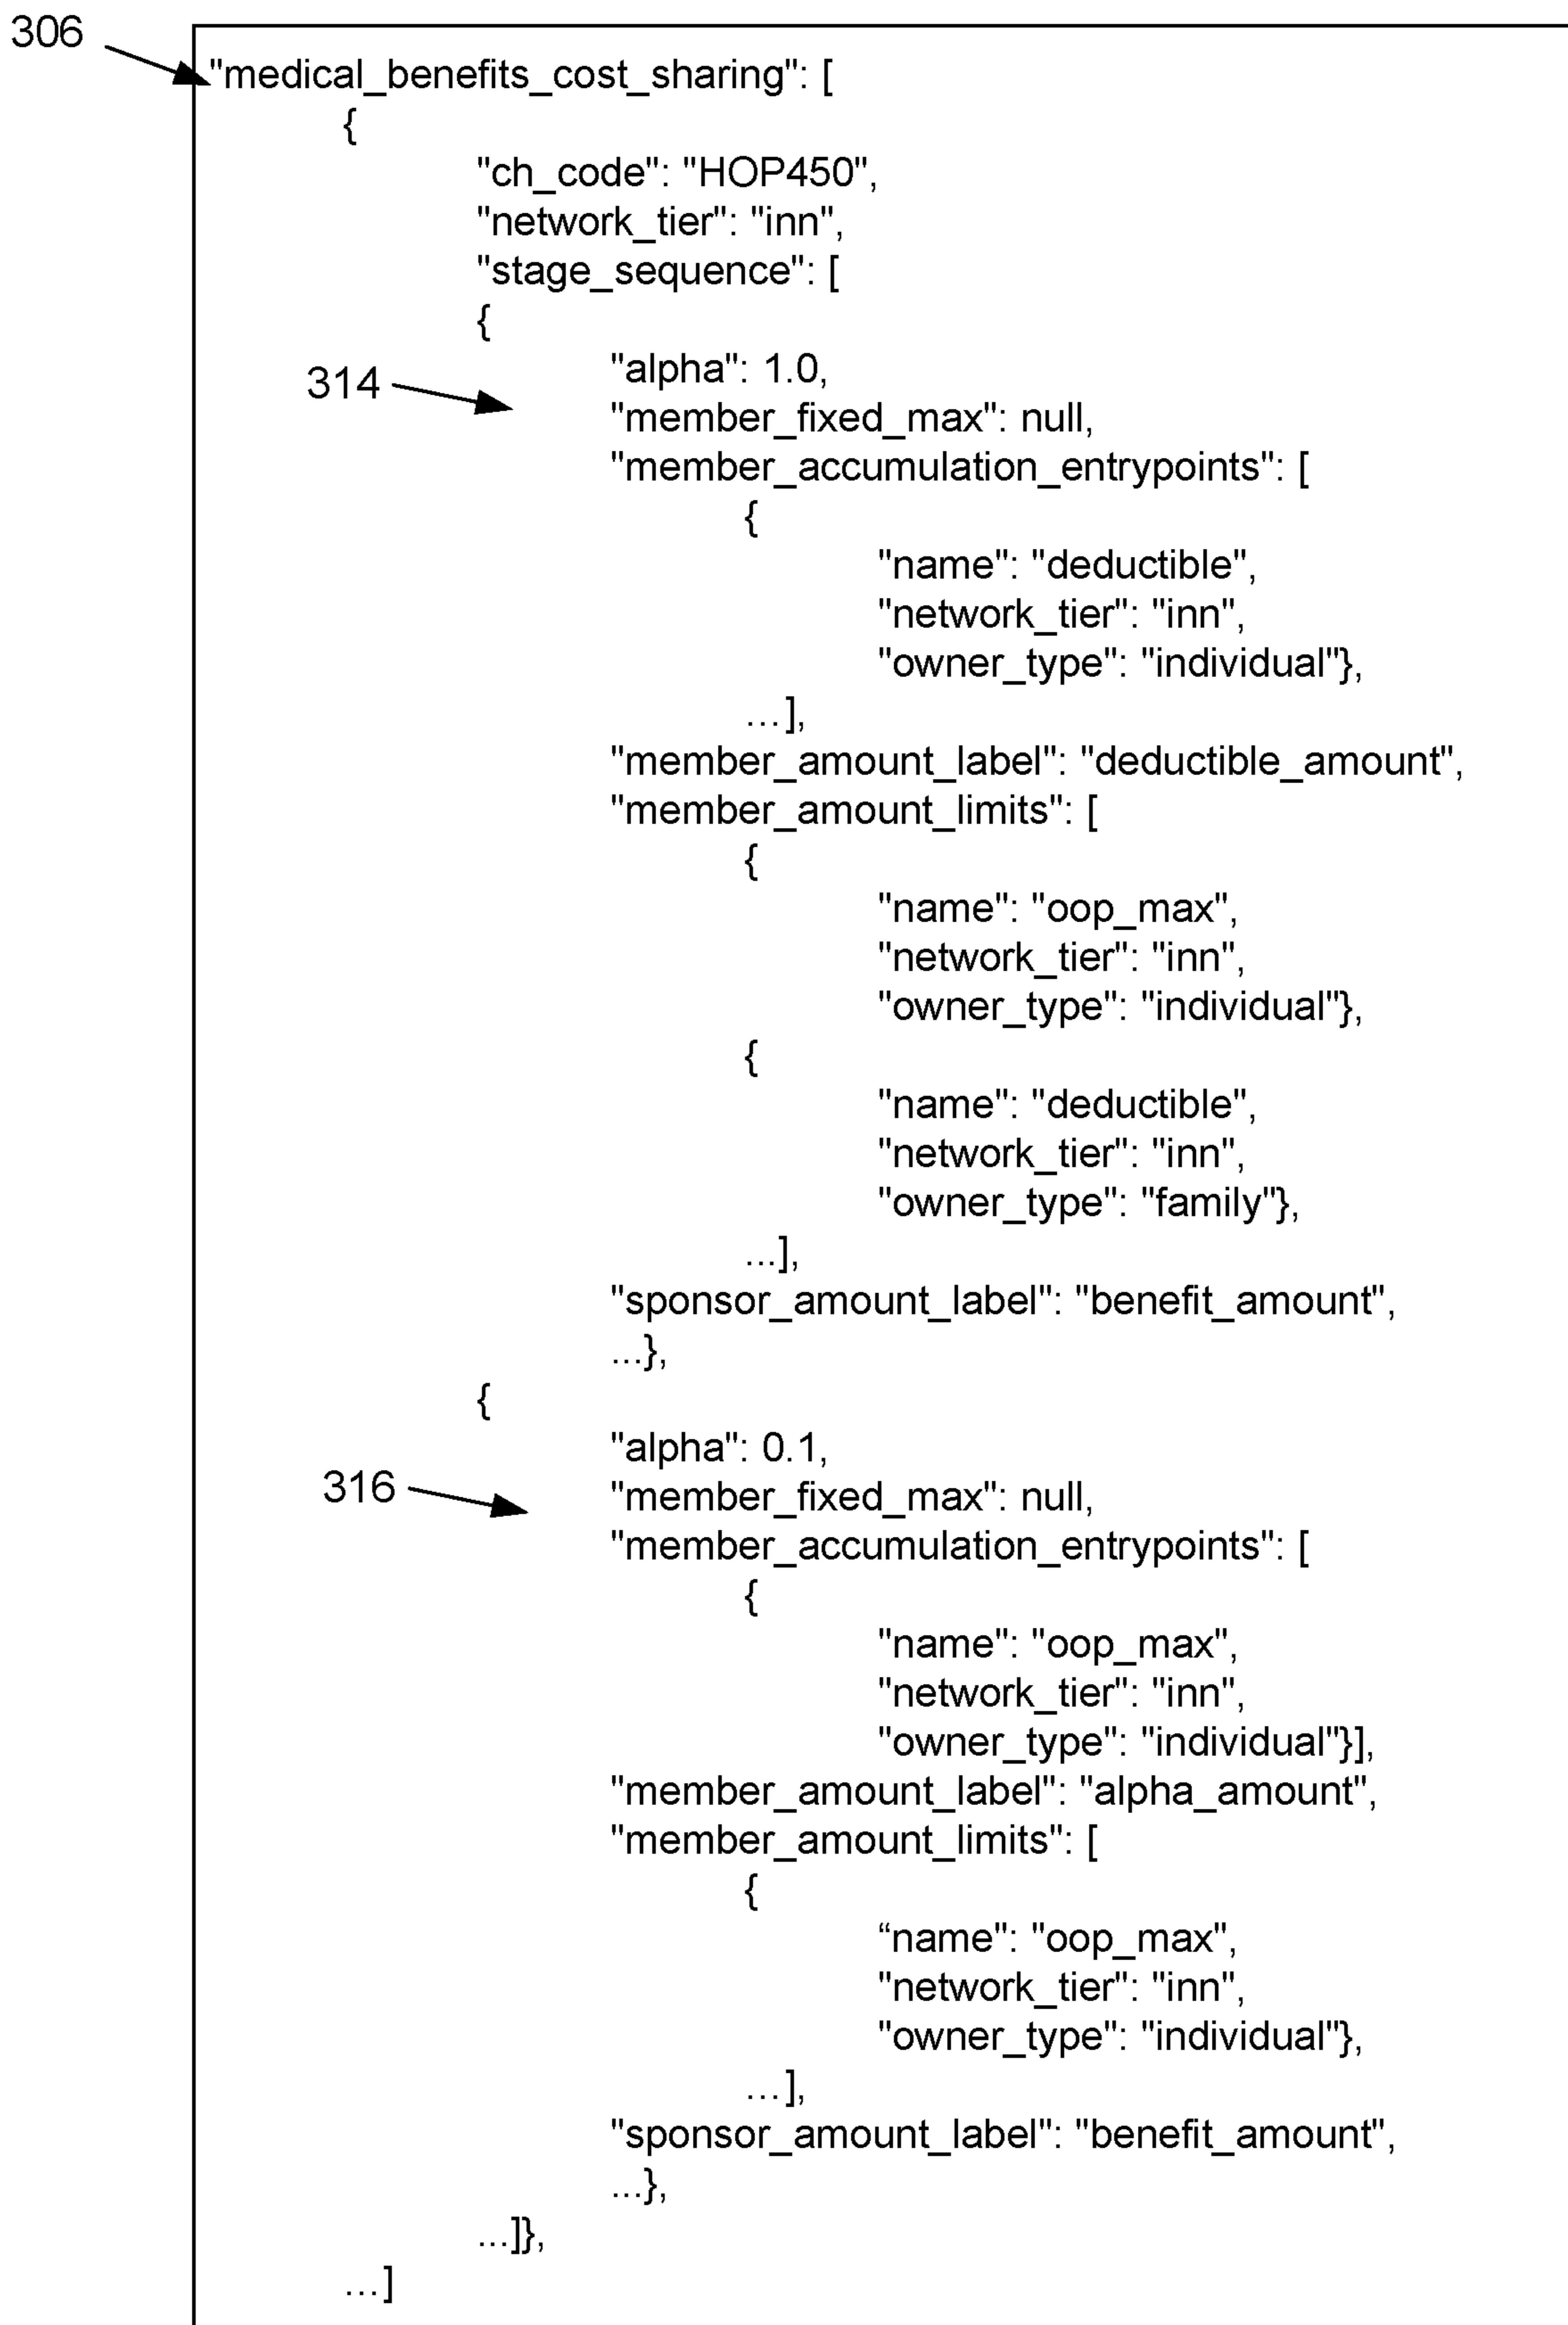 306
"medical_benefits_cost_sharing": [
{
"ch_code": "HOP450",
"network_tier": "inn",
"stage_sequence": [
{
314
"alpha": 1.0,
"member_fixed_max": null,
"member_accumulation_entrypoints": [
{
"name": "deductible",
"network_tier": "inn",
"owner_type": "individual"},
...],
"member_amount_label": "deductible_amount",
"member_amount_limits": [
{
"name": "oop_max",
"network_tier": "inn",
"owner_type": "individual"},
{
"name": "deductible",
"network_tier": "inn",
"owner_type": "family"},
...],
"sponsor_amount_label": "benefit_amount",
...},
{
"alpha": 0.1,
316
"member_fixed_max": null,
"member_accumulation_entrypoints": [
{
"name": "oop_max",
"network_tier": "inn",
"owner_type": "individual"}],
"member_amount_label": "alpha_amount",
"member_amount_limits": [
{
“name": "oop_max",
"network_tier": "inn",
"owner_type": "individual"},
...],
"sponsor_amount_label": "benefit_amount",
...},
...]},
...]